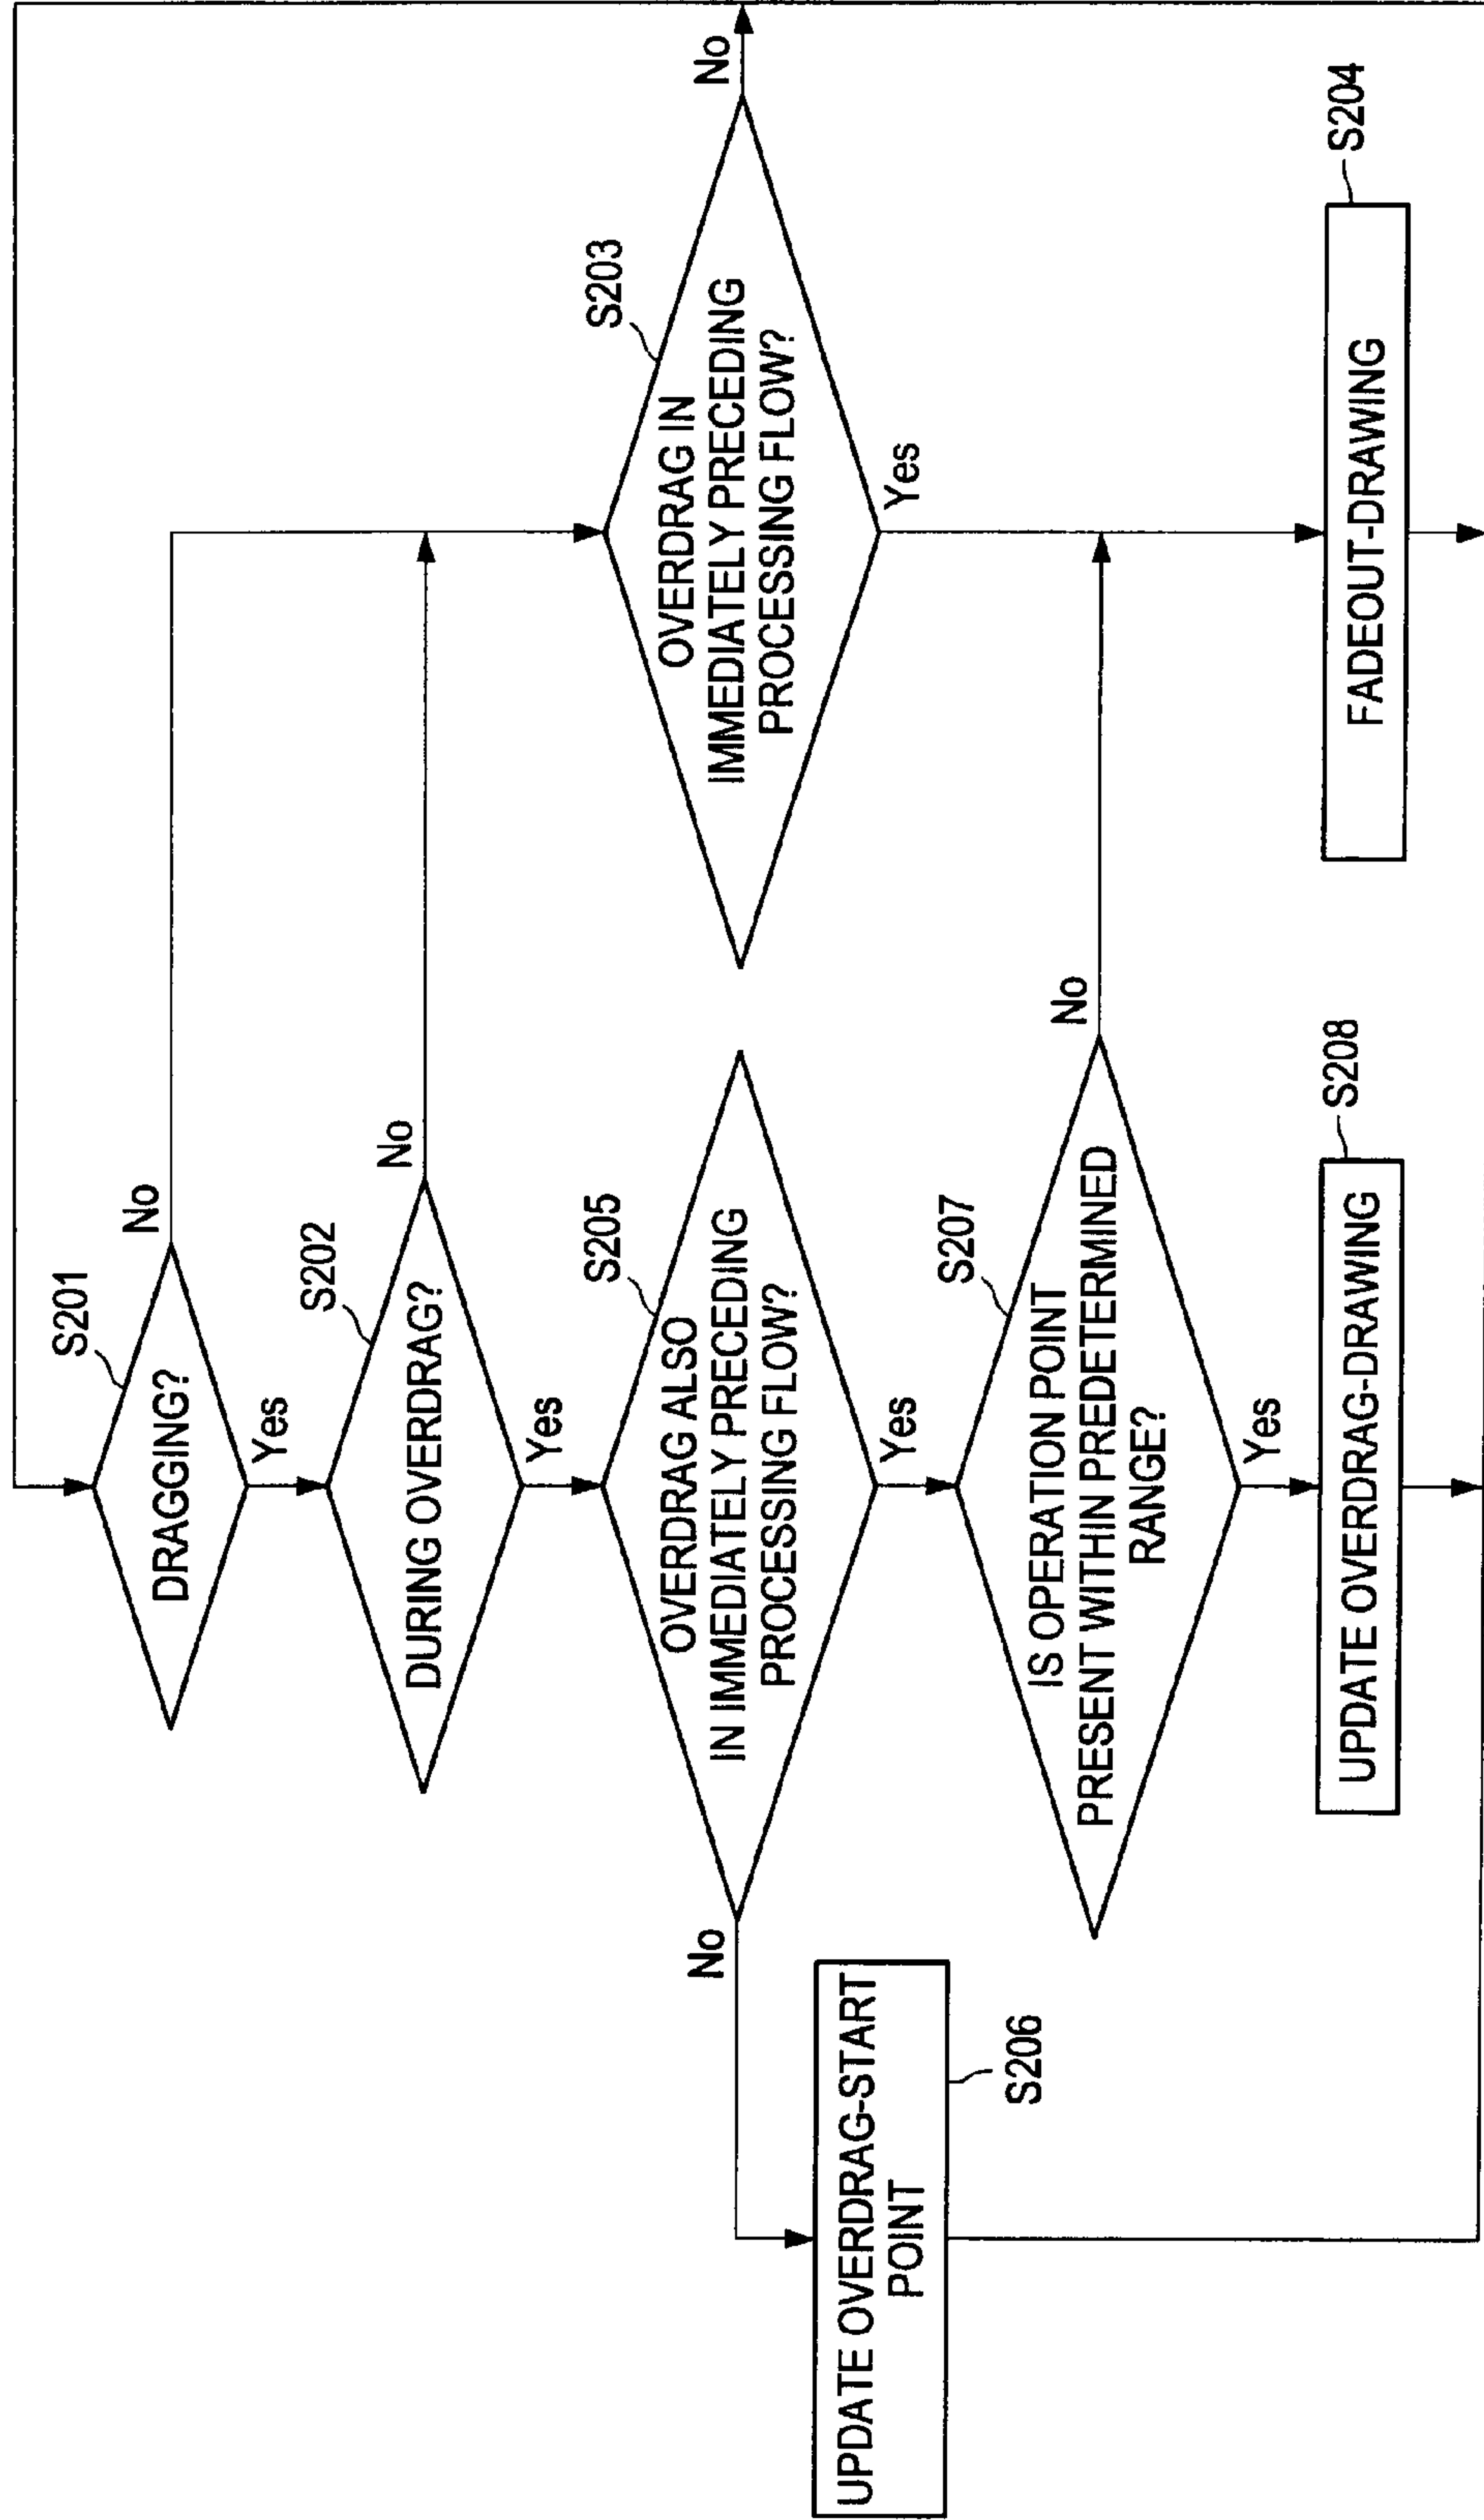 S201
DRAGGING?
No
Yes
S202
DURING OVERDRAG?
No
Yes
S205
OVERDRAG ALSO
IN IMMEDIATELY PRECEDING
PROCESSING FLOW?
No
Yes
S203
OVERDRAG IN
IMMEDIATELY PRECEDING
PROCESSING FLOW?
No
Yes
UPDATE OVERDRAG-START
POINT
S206
S207
IS OPERATION POINT
PRESENT WITHIN PREDETERMINED
RANGE?
No
Yes
S208
UPDATE OVERDRAG-DRAWING
S204
FADEOUT-DRAWING